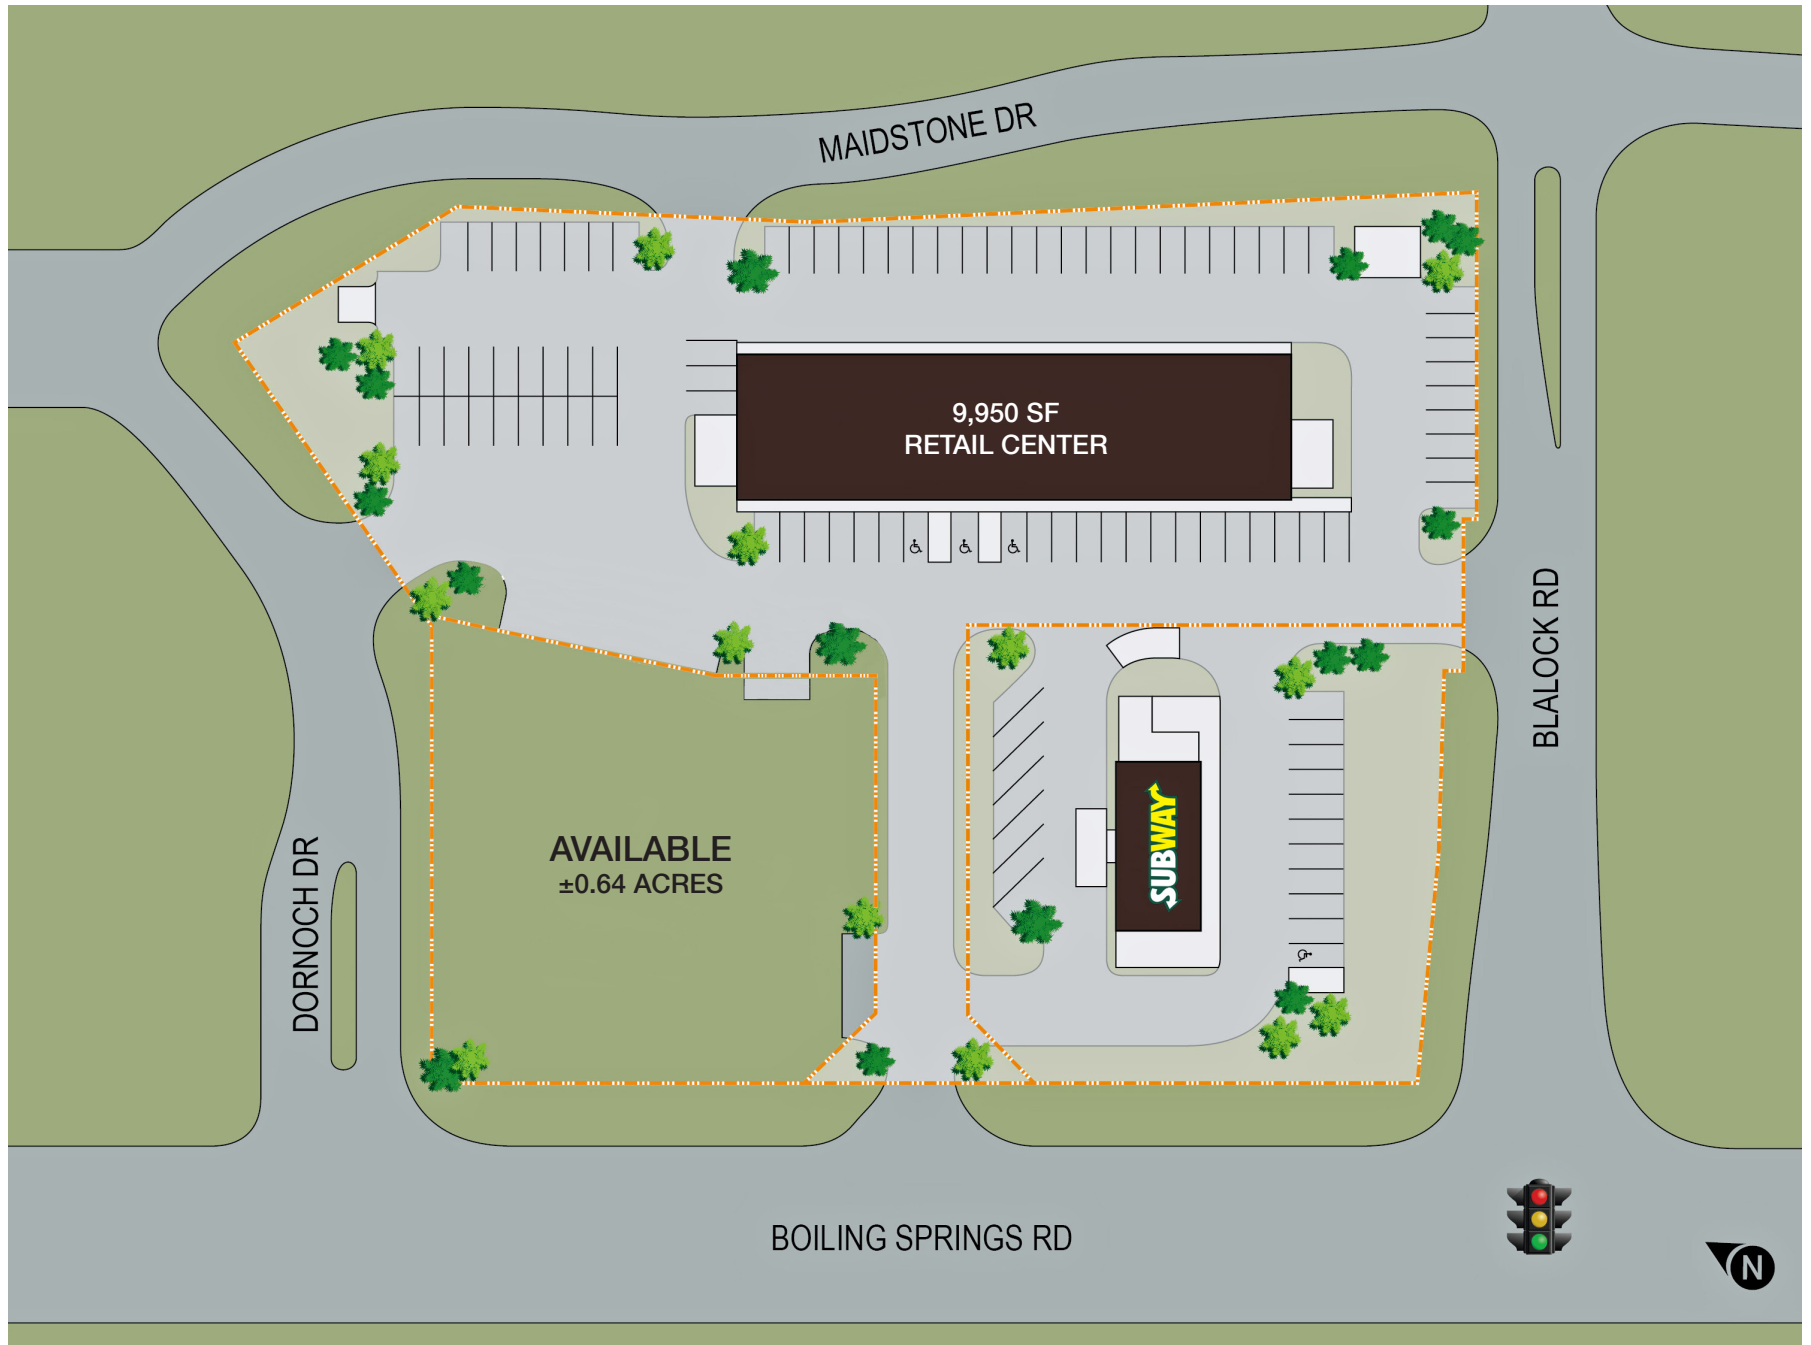 MAIDSTONE DR
9,950 SF
RETAIL CENTER
BLALOCK RD
AVAILABLE
±0.64 ACRES
SUBWAY
DORNOCH DR
BOILING SPRINGS RD
N